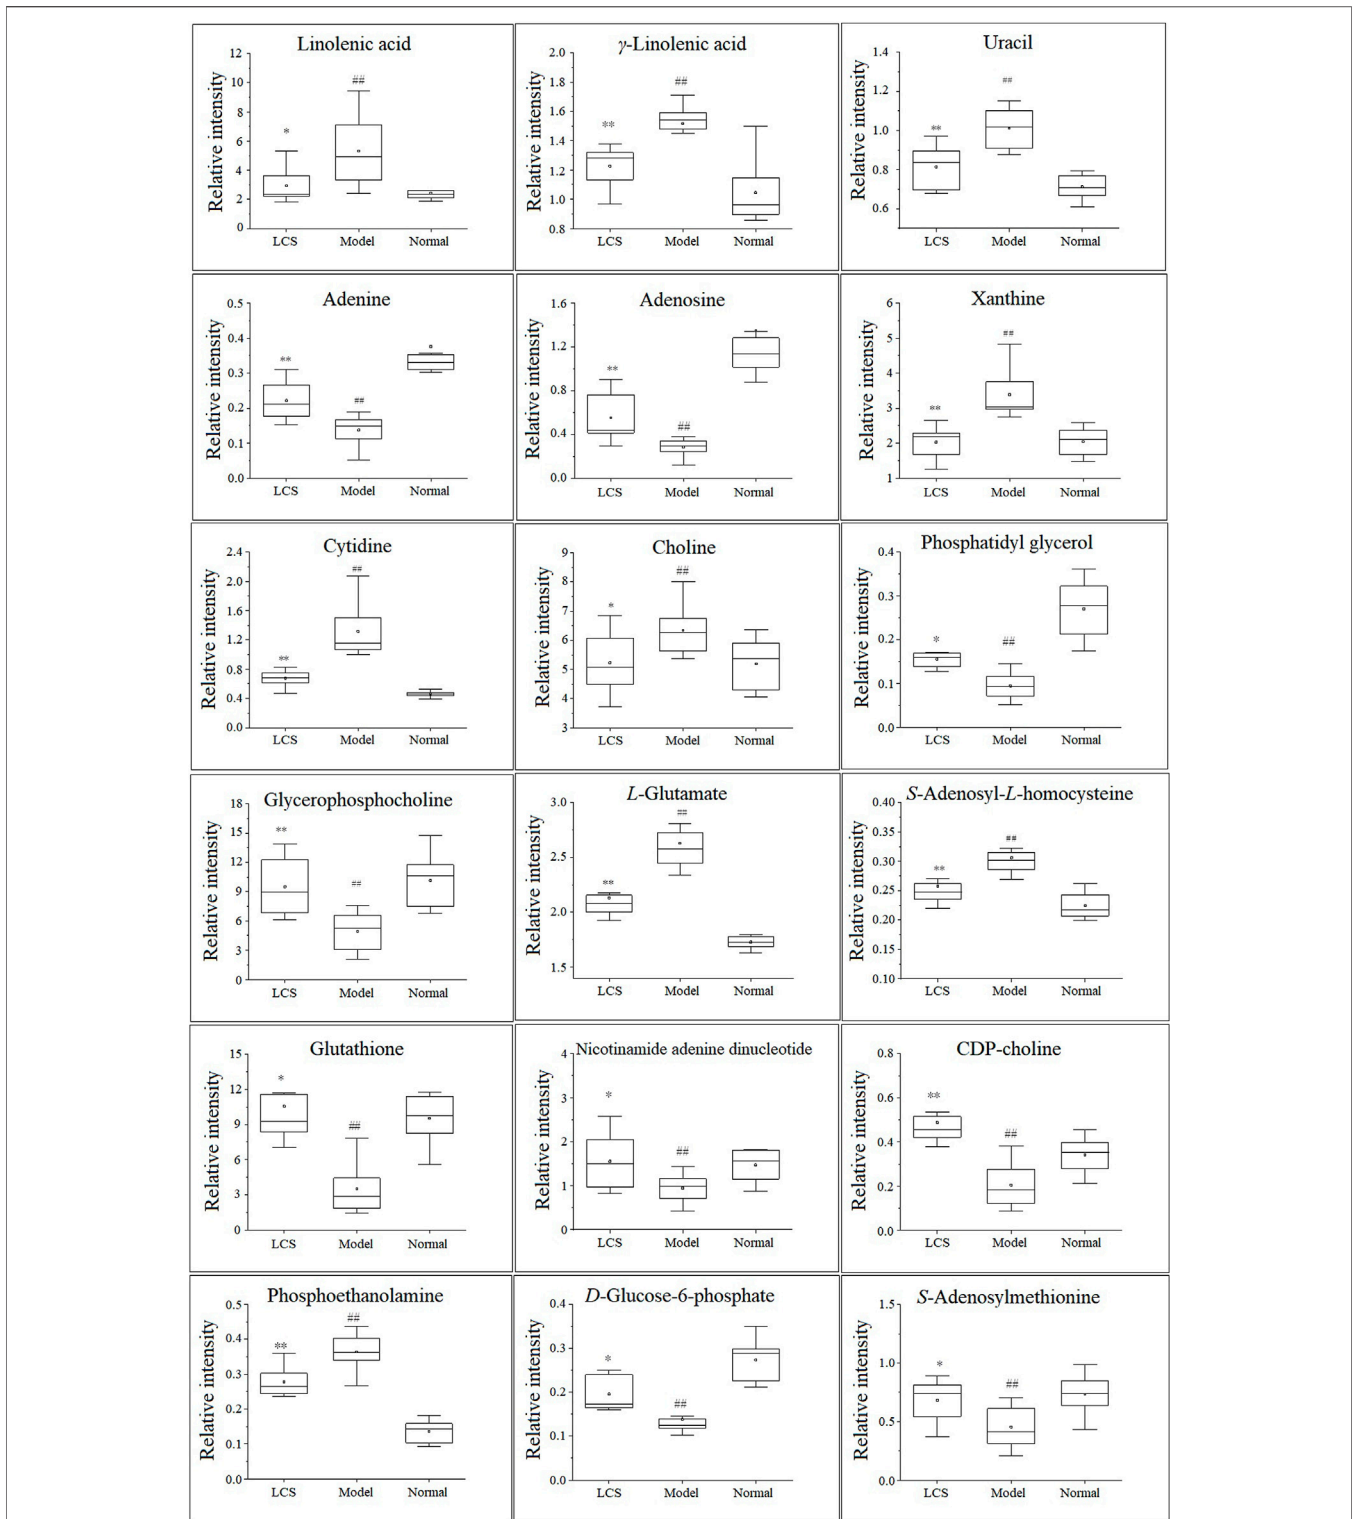 Linolenic acid
Relative intensity
12
10
8
6
4
2
0
*
##
LCS Model Normal
γ-Linolenic acid
Relative intensity
2.0
1.8
1.6
1.4
1.2
1.0
0.8
**
##
LCS Model Normal
Uracil
Relative intensity
1.4
1.2
1.0
0.8
0.6
**
##
LCS Model Normal
Adenine
Relative intensity
0.5
0.4
0.3
0.2
0.1
0.0
**
##
LCS Model Normal
Adenosine
Relative intensity
1.6
1.2
0.8
0.4
0.0
**
##
LCS Model Normal
Xanthine
Relative intensity
6
5
4
3
2
1
**
##
LCS Model Normal
Cytidine
Relative intensity
2.4
2.0
1.6
1.2
0.8
0.4
0.0
**
##
LCS Model Normal
Choline
Relative intensity
9
8
7
6
5
4
3
*
##
LCS Model Normal
Phosphatidyl glycerol
Relative intensity
0.4
0.3
0.2
0.1
0.0
*
##
LCS Model Normal
Glycerophosphocholine
Relative intensity
18
15
12
9
6
3
0
**
##
LCS Model Normal
L-Glutamate
Relative intensity
3.0
2.5
2.0
1.5
**
##
LCS Model Normal
S-Adenosyl-L-homocysteine
Relative intensity
0.40
0.35
0.30
0.25
0.20
0.15
0.10
**
##
LCS Model Normal
Glutathione
Relative intensity
15
12
9
6
3
0
*
##
LCS Model Normal
Nicotinamide adenine dinucleotide
Relative intensity
4
3
2
1
0
*
##
LCS Model Normal
CDP-choline
Relative intensity
0.8
0.6
0.4
0.2
0.0
**
##
LCS Model Normal
Phosphoethanolamine
Relative intensity
0.5
0.4
0.3
0.2
0.1
0.0
**
##
LCS Model Normal
D-Glucose-6-phosphate
Relative intensity
0.4
0.3
0.2
0.1
0.0
*
##
LCS Model Normal
S-Adenosylmethionine
Relative intensity
1.5
1.0
0.5
0.0
*
##
LCS Model Normal